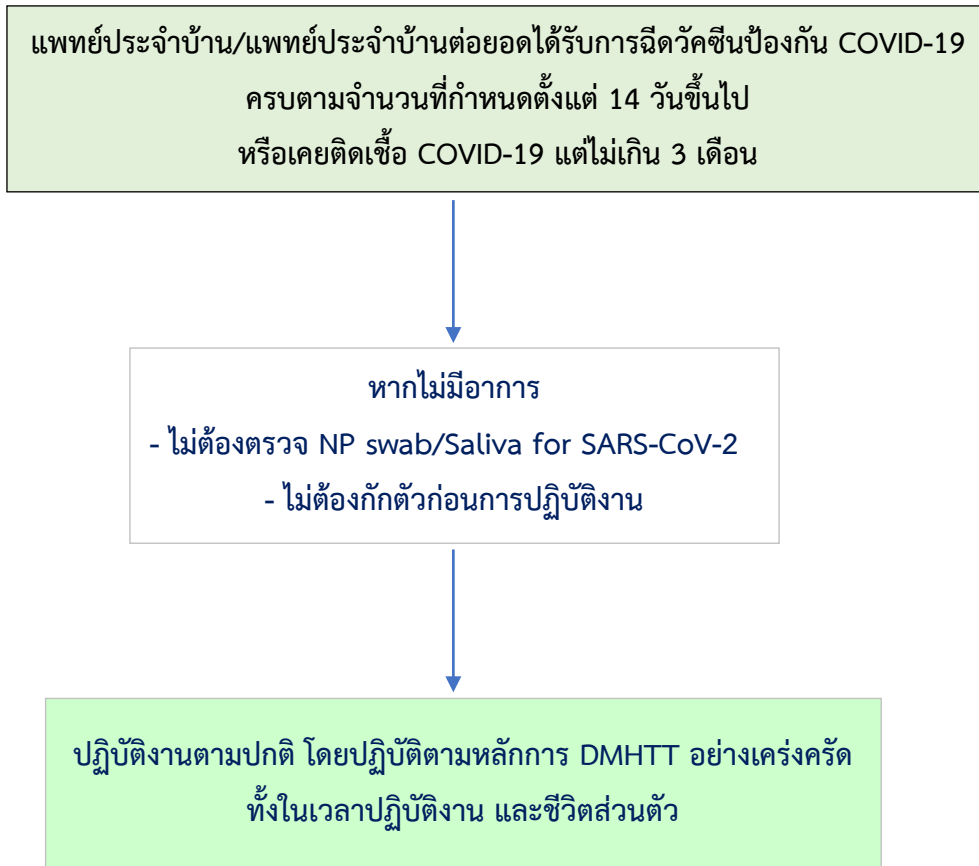 แพทย์ประจำบ้าน/แพทย์ประจำบ้านต่อยอดได้รับการฉีดวัคซีนป้องกัน COVID-19
ครบตามจำนวนที่กำหนดตั้งแต่ 14 วันขึ้นไป
หรือเคยติดเชื้อ COVID-19 แต่ไม่เกิน 3 เดือน
หากไม่มีอาการ
- ไม่ต้องตรวจ NP swab/Saliva for SARS-CoV-2
- ไม่ต้องกักตัวก่อนการปฏิบัติงาน
ปฏิบัติงานตามปกติ โดยปฏิบัติตามหลักการ DMHTT อย่างเคร่งครัด
ทั้งในเวลาปฏิบัติงาน และชีวิตส่วนตัว